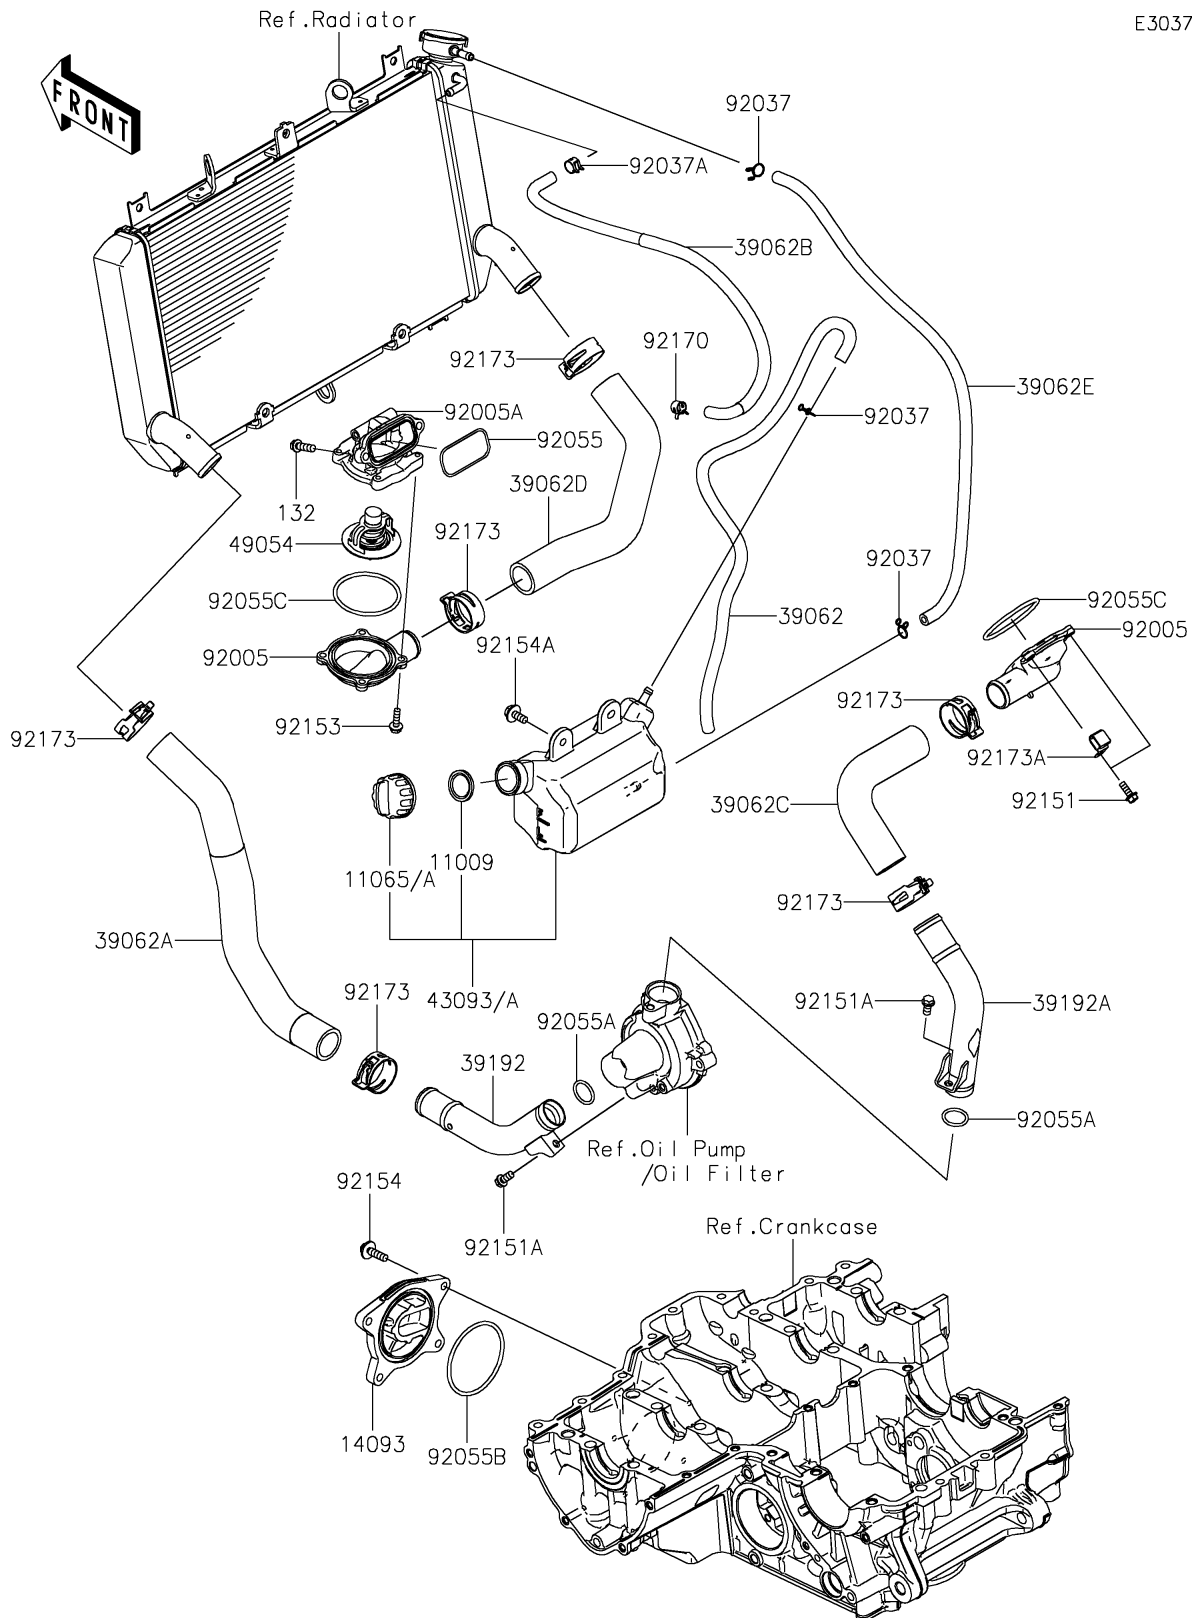 Ref.Radiator
E3037
FRONT
92037
92037A
39062B
92173
92170
39062E
92005A
92037
92055
132
39062D
49054
92173
92037
92055C
92055C
39062
92005
92154A
92005
92173
92153
92173
92173A
39062C
92151
11009
11065/A
92173
39062A
92173
43093/A
92151A
39192A
92055A
39192
92055A
Ref.Oil Pump
/Oil Filter
92154
92151A
Ref.Crankcase
14093
92055B